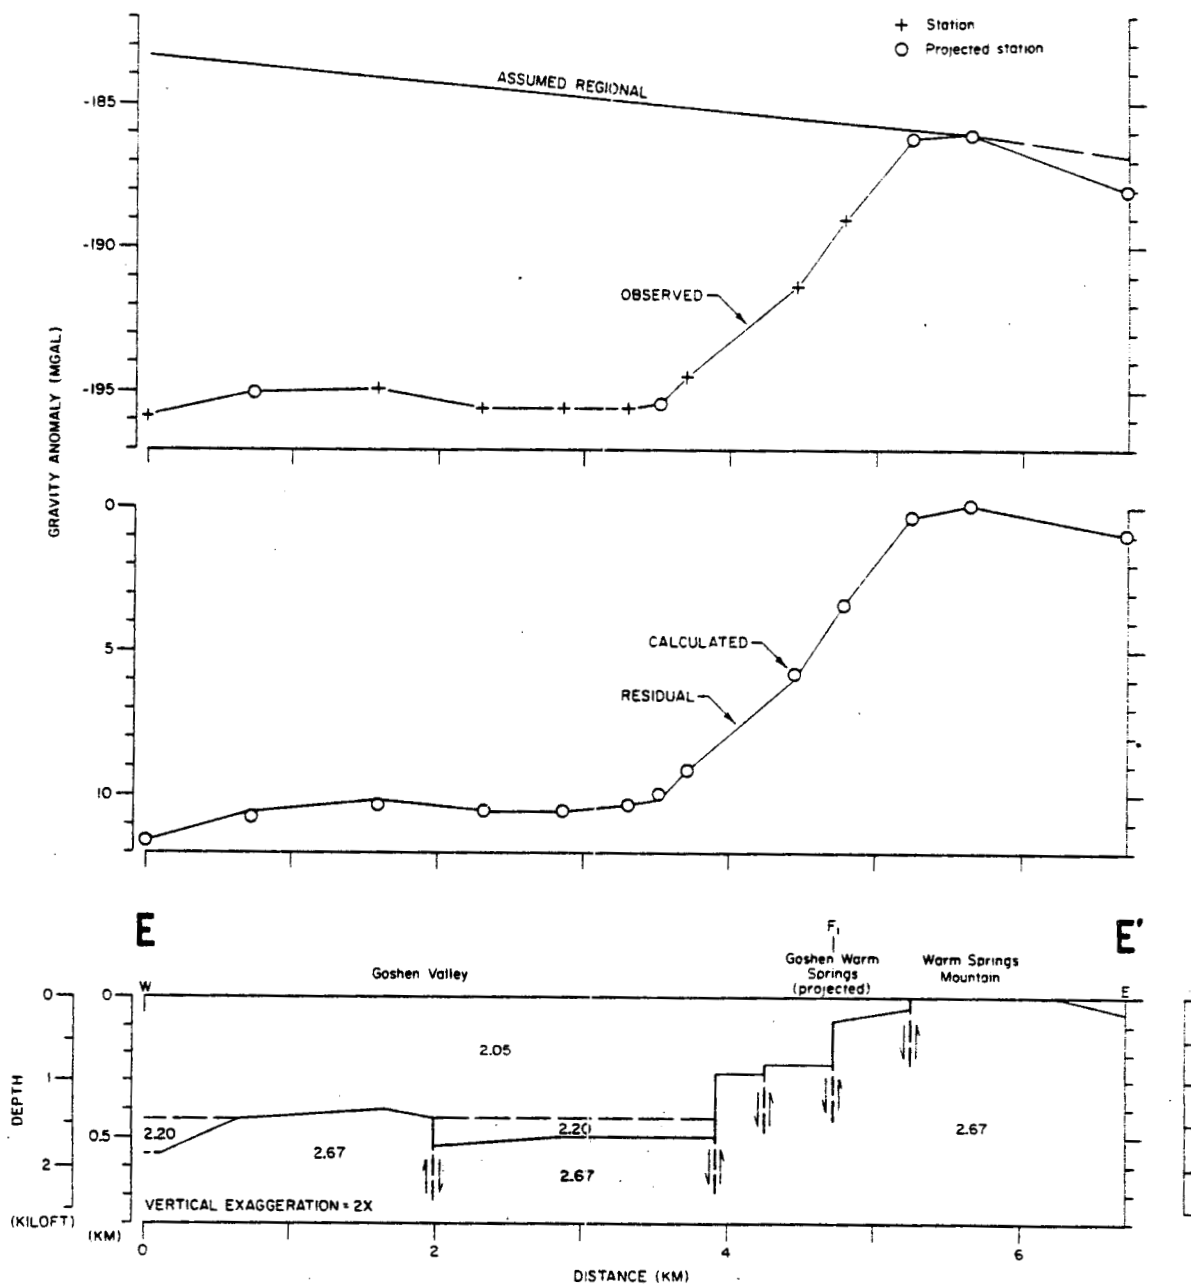 + Station
O Projected station
ASSUMED REGIONAL
-185
-190
-195
OBSERVED
GRAVITY ANOMALY (MGAL)
0
5
10
CALCULATED
RESIDUAL
E
E'
F1
Goshen Valley
Goshen Warm
Springs
(projected)
Warm Springs
Mountain
W
E
0
1
2
DEPTH
(KILOFT)
0
0.5
(KM)
2.05
2.20
2.20
2.67
2.67
2.67
VERTICAL EXAGGERATION = 2X
0
2
4
6
DISTANCE (KM)